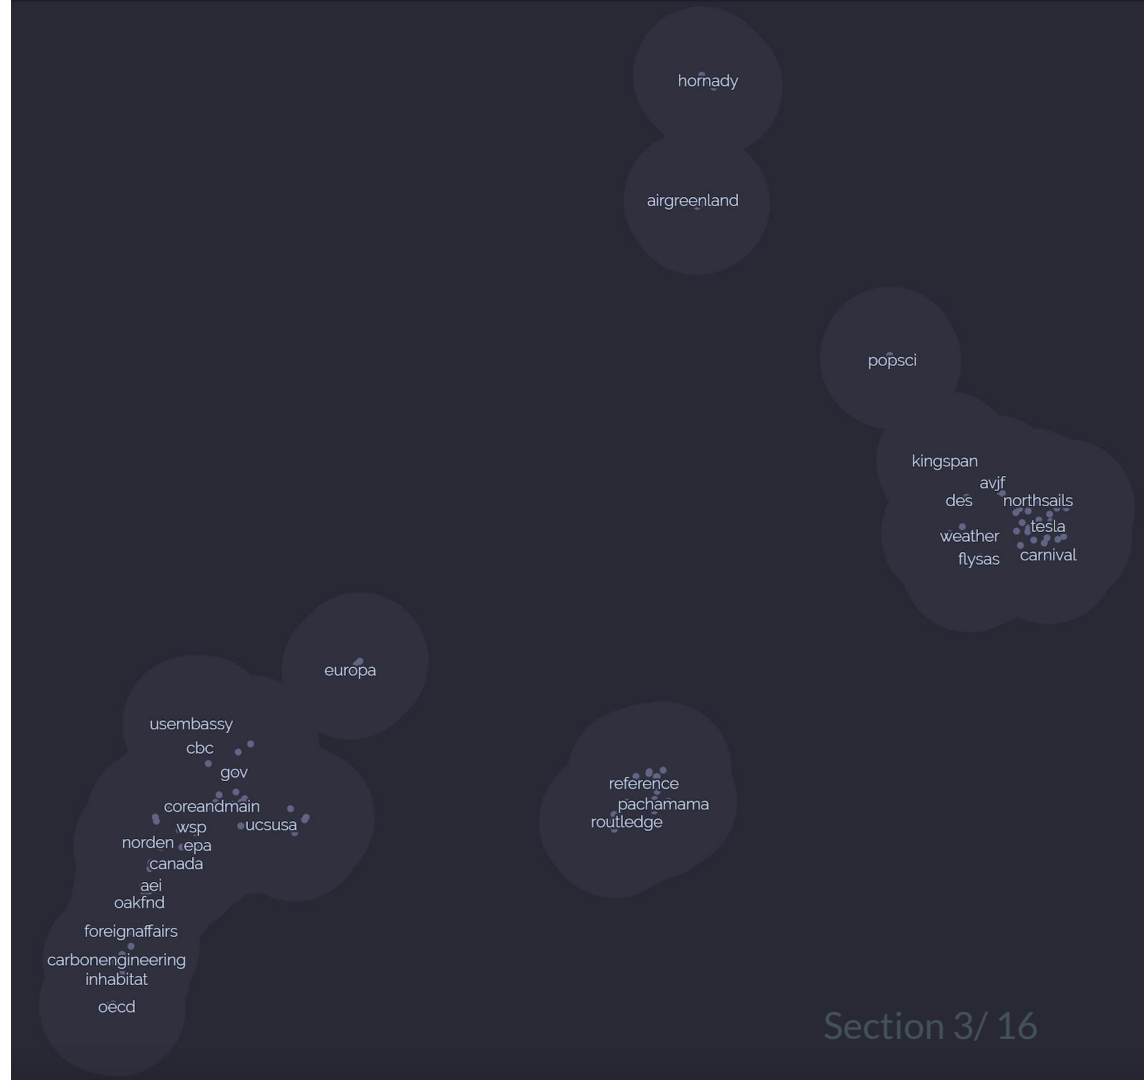 hornady
airgreenland
popsci
kingspan
avjf
des
northsails
tesla
weather
carnival
flysas
europa
usembassy
cbc
gov
reference
pachamama
coreandmain
routledge
wsp
ucsusa
norden
epa
canada
aei
oakfnd
foreignaffairs
carbonengineering
inhabitat
oecd
Section 3/ 16